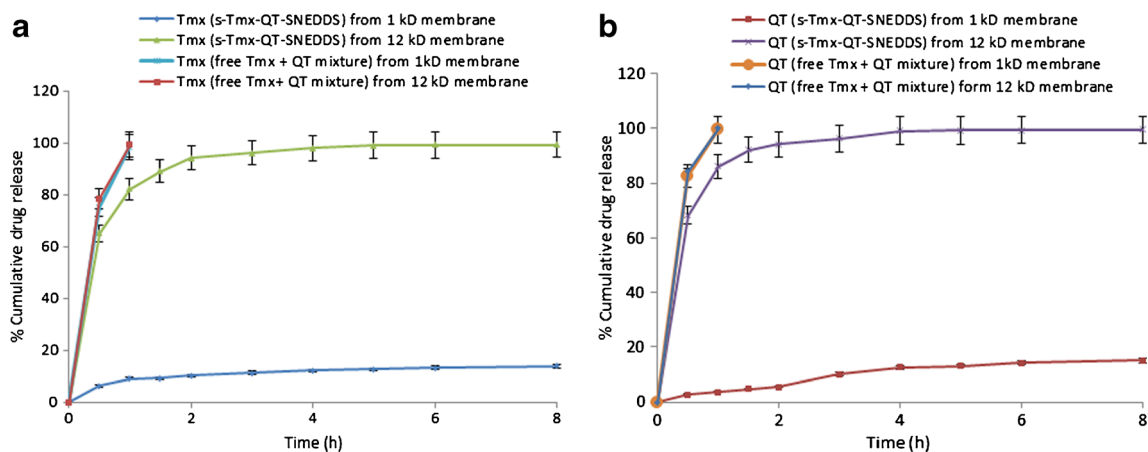 a
Tmx (s-Tmx-QT-SNEDDS) from 1 kD membrane
Tmx (s-Tmx-QT-SNEDDS) from 12 kD membrane
Tmx (free Tmx + QT mixture) from 1kD membrane
Tmx (free Tmx+ QT mixture) from 12 kD membrane
% Cumulative drug release
120
100
80
60
40
20
0
0 2 4 6 8
Time (h)
b
QT (s-Tmx-QT-SNEDDS) from 1 kD membrane
QT (s-Tmx-QT-SNEDDS) from 12 kD membrane
QT (free Tmx + QT mixture) from 1kD membrane
QT (free Tmx + QT mixture) form 12 kD membrane
% Cumulative drug release
120
100
80
60
40
20
0
0 2 4 6 8
Time (h)